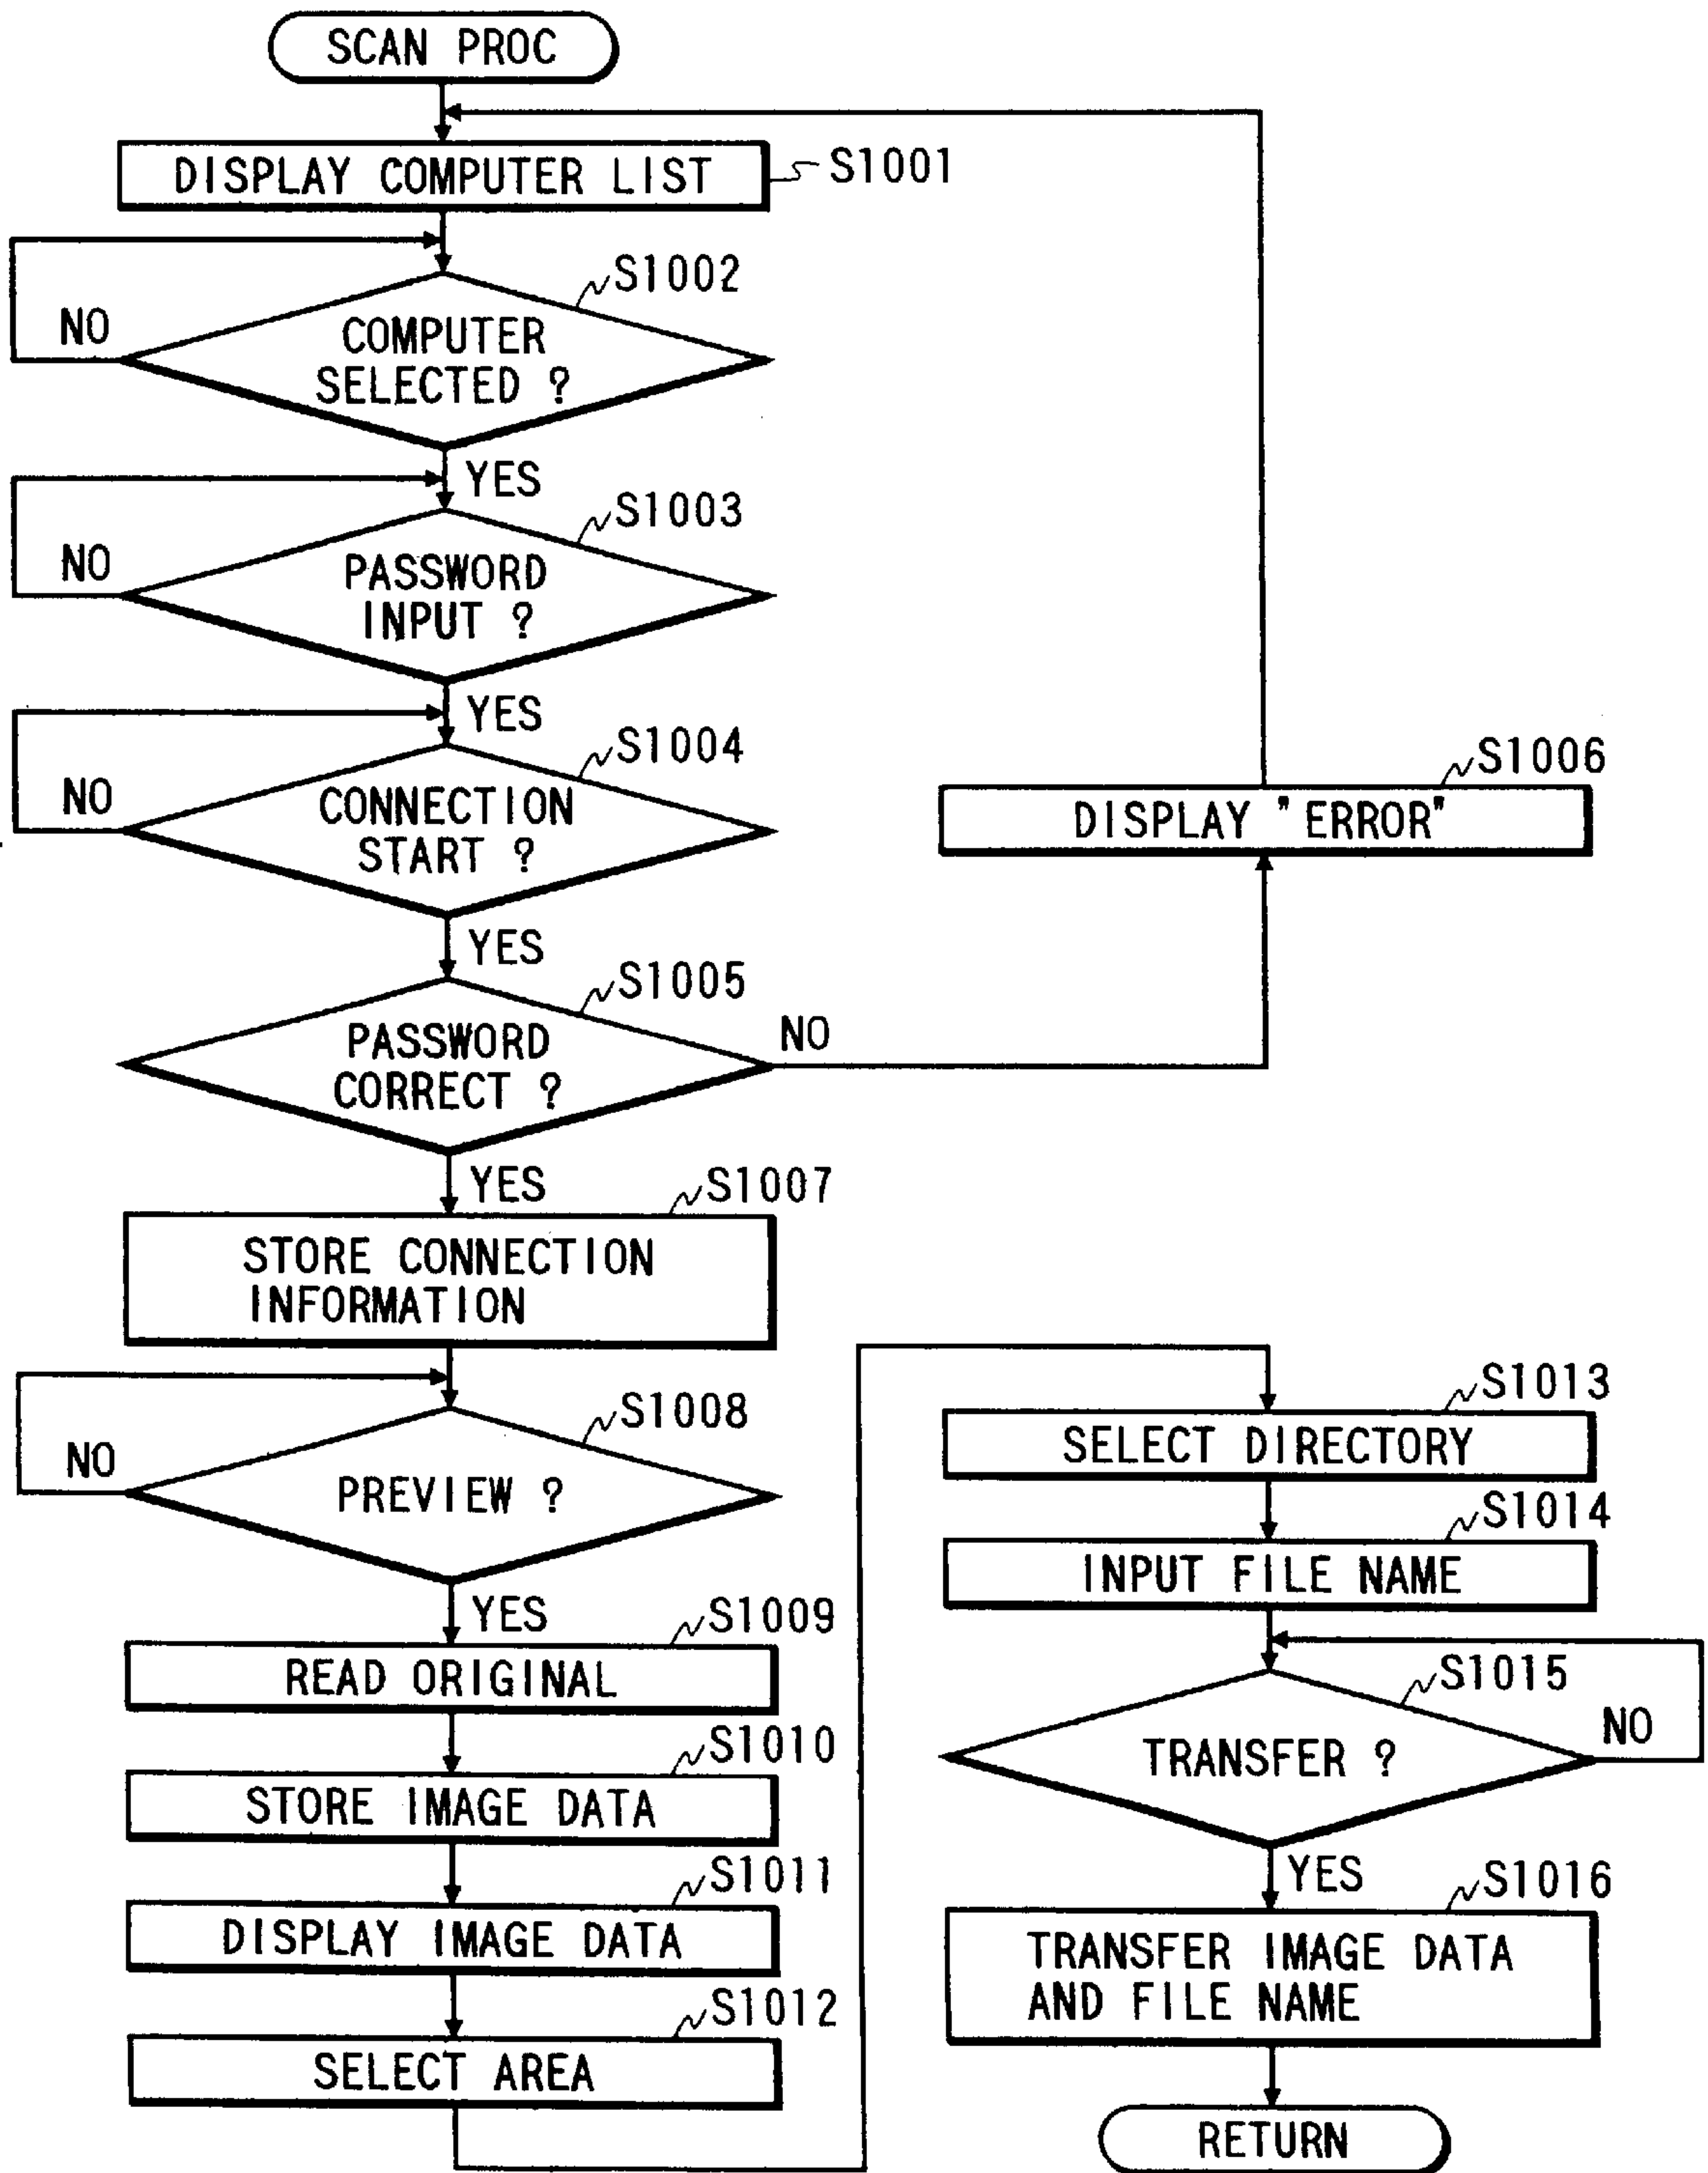 SCAN PROC
DISPLAY COMPUTER LIST
S1001
S1002
NO
COMPUTER
SELECTED ?
YES
S1003
NO
PASSWORD
INPUT ?
YES
S1004
NO
CONNECTION
START ?
S1006
DISPLAY "ERROR"
YES
S1005
PASSWORD
CORRECT ?
NO
YES
S1007
STORE CONNECTION
INFORMATION
S1008
NO
PREVIEW ?
YES
S1009
READ ORIGINAL
S1010
STORE IMAGE DATA
S1011
DISPLAY IMAGE DATA
S1012
SELECT AREA
S1013
SELECT DIRECTORY
S1014
INPUT FILE NAME
S1015
NO
TRANSFER ?
YES
S1016
TRANSFER IMAGE DATA
AND FILE NAME
RETURN